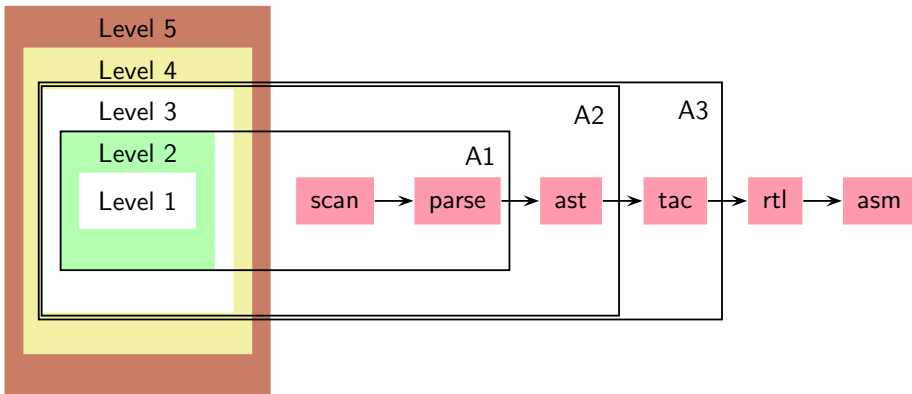 Level 5
Level 4
Level 3
A2
A3
Level 2
A1
Level 1
scan
parse
ast
tac
rtl
asm